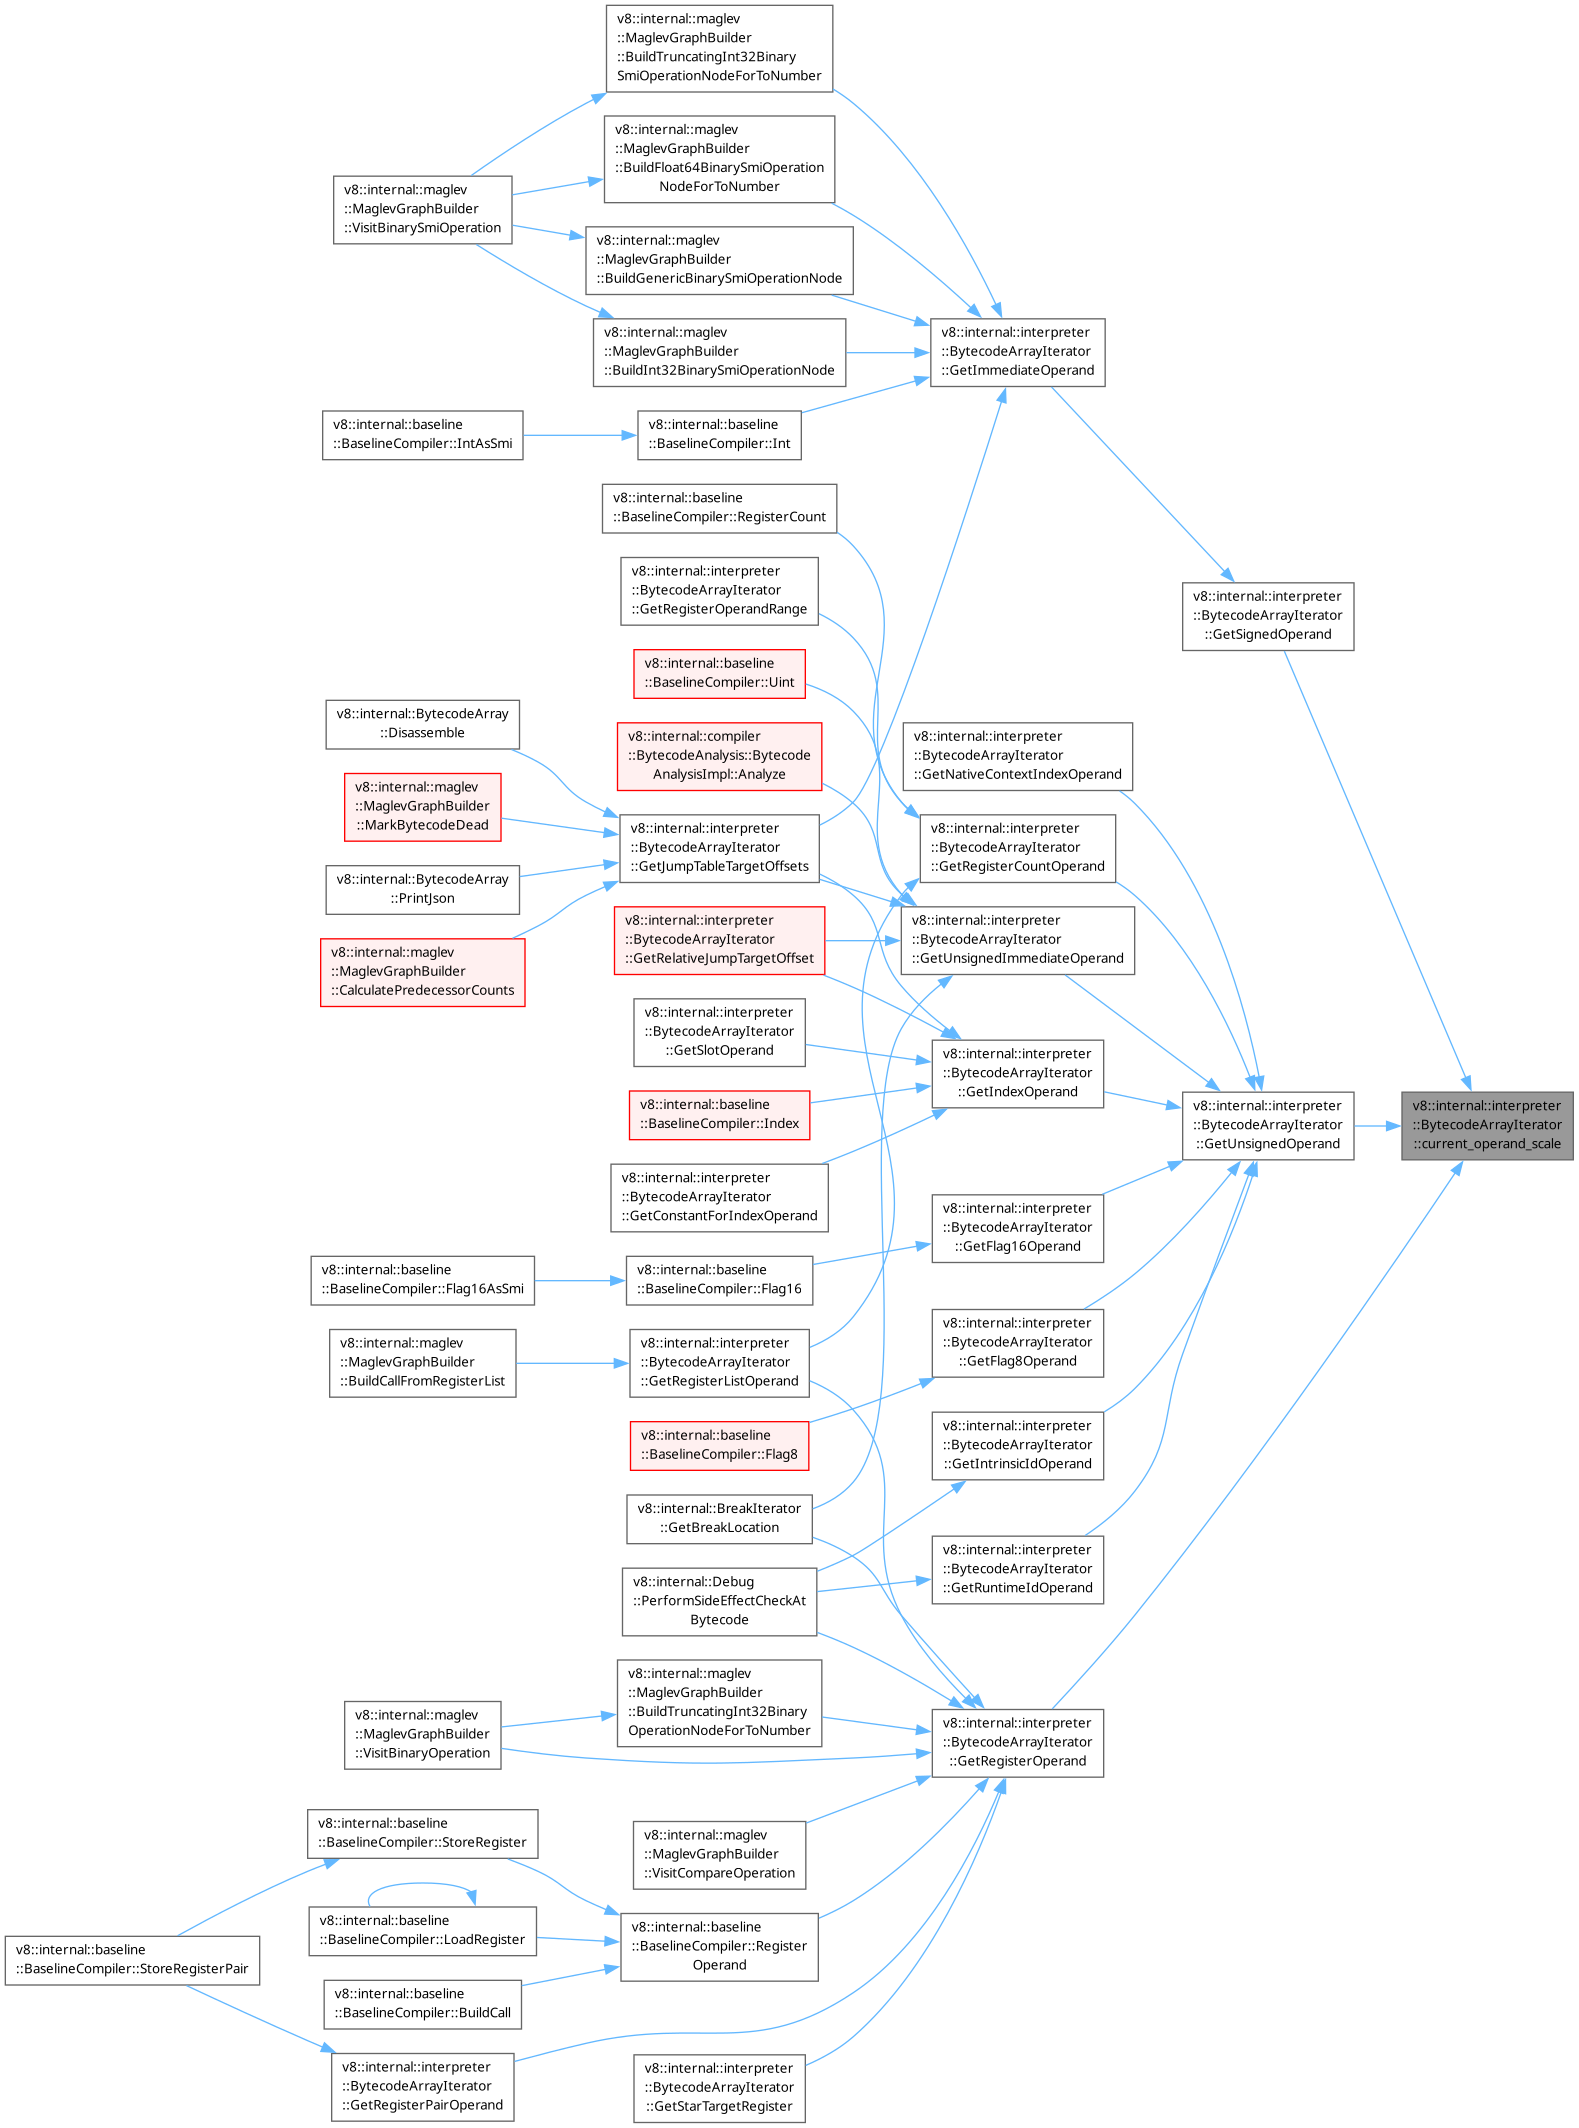 v8::internal::maglev
::MaglevGraphBuilder
::BuildTruncatingInt32Binary
SmiOperationNodeForToNumber
v8::internal::maglev
::MaglevGraphBuilder
::BuildFloat64BinarySmiOperation
NodeForToNumber
v8::internal::maglev
::MaglevGraphBuilder
::VisitBinarySmiOperation
v8::internal::maglev
::MaglevGraphBuilder
::BuildGenericBinarySmiOperationNode
v8::internal::maglev
::MaglevGraphBuilder
::BuildInt32BinarySmiOperationNode
v8::internal::interpreter
::BytecodeArrayIterator
::GetImmediateOperand
v8::internal::baseline
::BaselineCompiler::IntAsSmi
v8::internal::baseline
::BaselineCompiler::Int
v8::internal::baseline
::BaselineCompiler::RegisterCount
v8::internal::interpreter
::BytecodeArrayIterator
::GetRegisterOperandRange
v8::internal::interpreter
::BytecodeArrayIterator
::GetSignedOperand
v8::internal::baseline
::BaselineCompiler::Uint
v8::internal::BytecodeArray
::Disassemble
v8::internal::compiler
::BytecodeAnalysis::Bytecode
AnalysisImpl::Analyze
v8::internal::interpreter
::BytecodeArrayIterator
::GetNativeContextIndexOperand
v8::internal::maglev
::MaglevGraphBuilder
::MarkBytecodeDead
v8::internal::interpreter
::BytecodeArrayIterator
::GetJumpTableTargetOffsets
v8::internal::interpreter
::BytecodeArrayIterator
::GetRegisterCountOperand
v8::internal::BytecodeArray
::PrintJson
v8::internal::maglev
::MaglevGraphBuilder
::CalculatePredecessorCounts
v8::internal::interpreter
::BytecodeArrayIterator
::GetRelativeJumpTargetOffset
v8::internal::interpreter
::BytecodeArrayIterator
::GetUnsignedImmediateOperand
v8::internal::interpreter
::BytecodeArrayIterator
::GetSlotOperand
v8::internal::interpreter
::BytecodeArrayIterator
::GetIndexOperand
v8::internal::baseline
::BaselineCompiler::Index
v8::internal::interpreter
::BytecodeArrayIterator
::GetUnsignedOperand
v8::internal::interpreter
::BytecodeArrayIterator
::current_operand_scale
v8::internal::interpreter
::BytecodeArrayIterator
::GetConstantForIndexOperand
v8::internal::interpreter
::BytecodeArrayIterator
::GetFlag16Operand
v8::internal::baseline
::BaselineCompiler::Flag16AsSmi
v8::internal::baseline
::BaselineCompiler::Flag16
v8::internal::interpreter
::BytecodeArrayIterator
::GetFlag8Operand
v8::internal::maglev
::MaglevGraphBuilder
::BuildCallFromRegisterList
v8::internal::interpreter
::BytecodeArrayIterator
::GetRegisterListOperand
v8::internal::baseline
::BaselineCompiler::Flag8
v8::internal::interpreter
::BytecodeArrayIterator
::GetIntrinsicIdOperand
v8::internal::BreakIterator
::GetBreakLocation
v8::internal::Debug
::PerformSideEffectCheckAt
Bytecode
v8::internal::interpreter
::BytecodeArrayIterator
::GetRuntimeIdOperand
v8::internal::maglev
::MaglevGraphBuilder
::BuildTruncatingInt32Binary
OperationNodeForToNumber
v8::internal::maglev
::MaglevGraphBuilder
::VisitBinaryOperation
v8::internal::interpreter
::BytecodeArrayIterator
::GetRegisterOperand
v8::internal::baseline
::BaselineCompiler::StoreRegister
v8::internal::maglev
::MaglevGraphBuilder
::VisitCompareOperation
v8::internal::baseline
::BaselineCompiler::LoadRegister
v8::internal::baseline
::BaselineCompiler::Register
Operand
v8::internal::baseline
::BaselineCompiler::StoreRegisterPair
v8::internal::baseline
::BaselineCompiler::BuildCall
v8::internal::interpreter
::BytecodeArrayIterator
::GetRegisterPairOperand
v8::internal::interpreter
::BytecodeArrayIterator
::GetStarTargetRegister